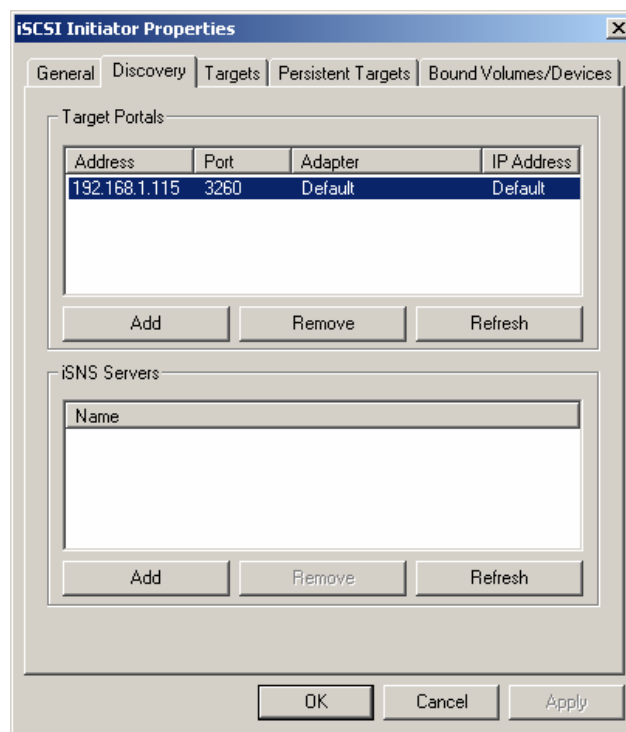 iSCSI Initiator Properties
General Discovery Targets Persistent Targets Bound Volumes/Devices
Target Portals
Address Port Adapter IP Address
192.168.1.115 3260 Default Default
Add Remove Refresh
iSNS Servers
Name
Add Remove Refresh
OK Cancel Apply